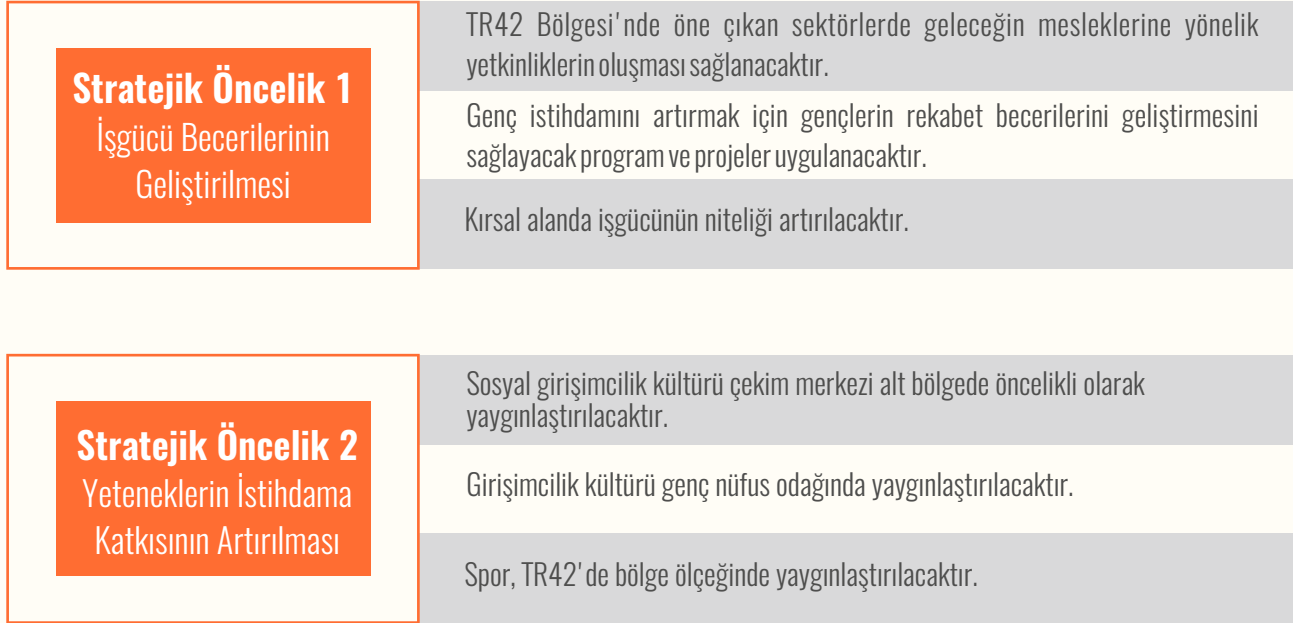 Stratejik Öncelik 1
İşgücü Becerilerinin
Geliştirilmesi
TR42 Bölgesi'nde öne çıkan sektörlerde geleceğin mesleklerine yönelik
yetkinliklerin oluşması sağlanacaktır.
Genç istihdamını artırmak için gençlerin rekabet becerilerini geliştirmesini
sağlayacak program ve projeler uygulanacaktır.
Kırsal alanda işgücünün niteliği artırılacaktır.
Stratejik Öncelik 2
Yeteneklerin İstihdama
Katkısının Artırılması
Sosyal girişimcilik kültürü çekim merkezi alt bölgede öncelikli olarak
yaygınlaştırılacaktır.
Girişimcilik kültürü genç nüfus odağında yaygınlaştırılacaktır.
Spor, TR42'de bölge ölçeğinde yaygınlaştırılacaktır.